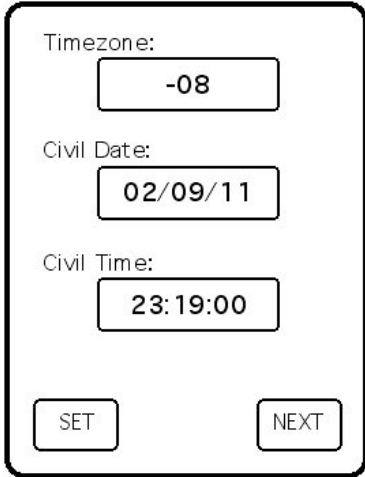 Timezone:
-08
Civil Date:
02/09/11
Civil Time:
23:19:00
SET NEXT